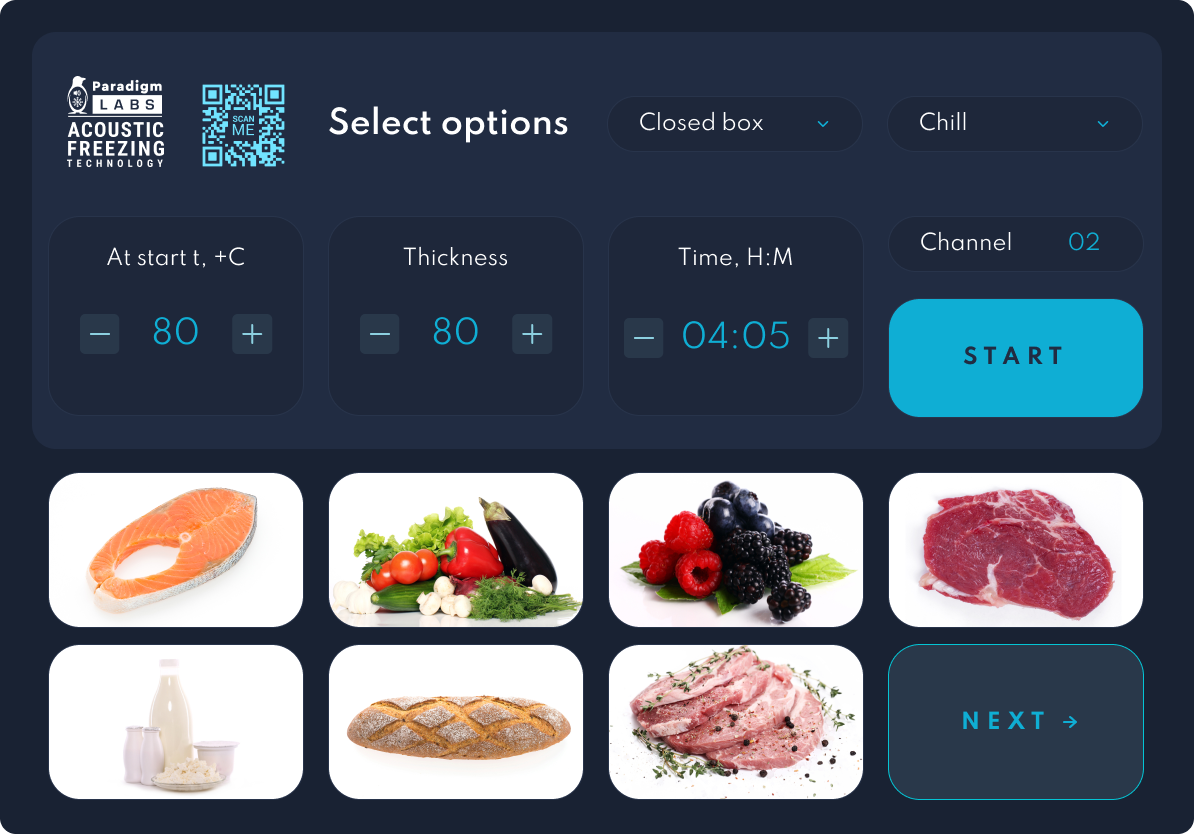 Paradigm
LABS
ACOUSTIC
FREEZING
TECHNOLOGY
SCAN
ME
Select options
Closed box
Chill
At start t, +C
Thickness
Time, H:M
Channel 02
− 80 +
− 80 +
− 04:05 +
START
NEXT →